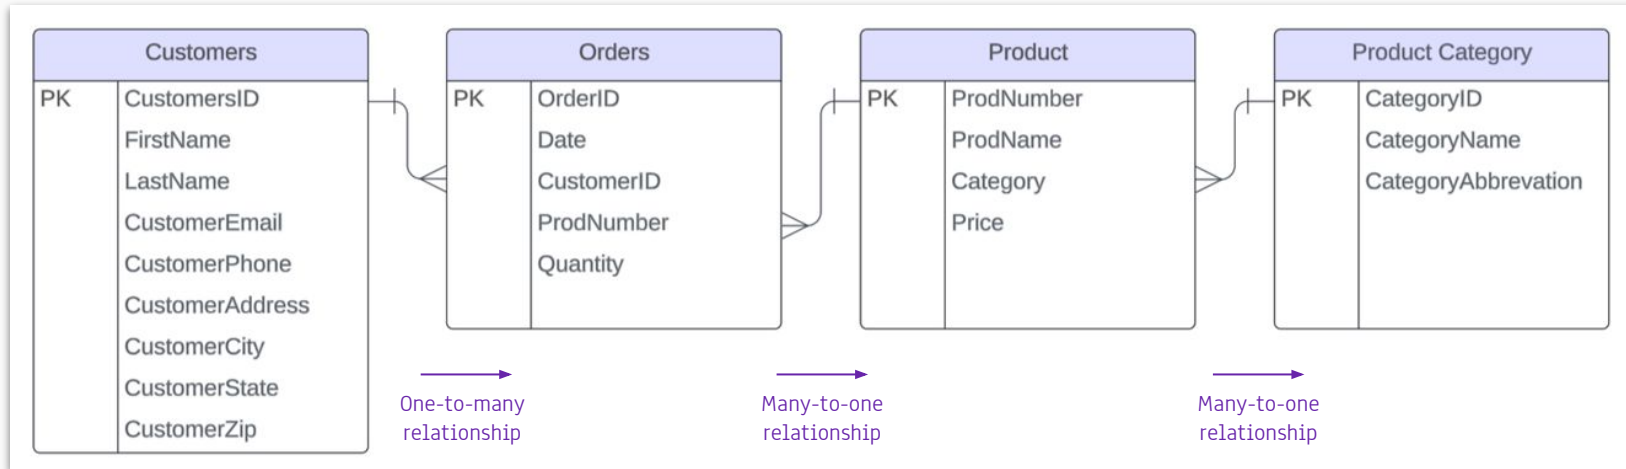 Customers
PK CustomersID
FirstName
LastName
CustomerEmail
CustomerPhone
CustomerAddress
CustomerCity
CustomerState
CustomerZip
Orders
PK OrderID
Date
CustomerID
ProdNumber
Quantity
Product
PK ProdNumber
ProdName
Category
Price
Product Category
PK CategoryID
CategoryName
CategoryAbbrevation
One-to-many
relationship
Many-to-one
relationship
Many-to-one
relationship